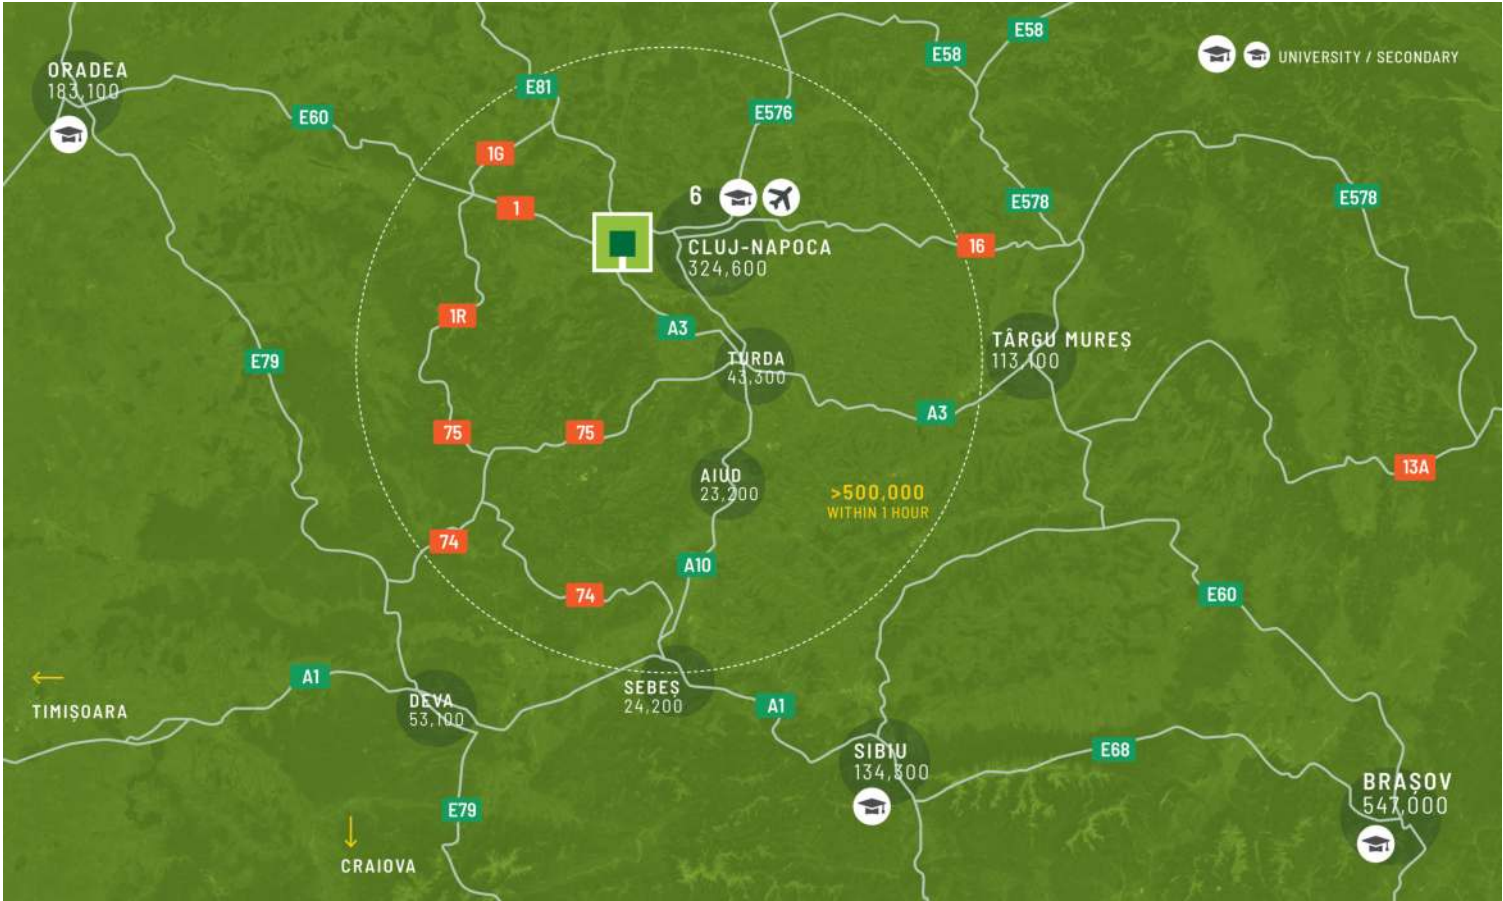 E58
E58
UNIVERSITY / SECONDARY
ORADEA
183,100
E81
E60
E576
1G
6
1
E578
E578
CLUJ-NAPOCA
324,600
16
1R
A3
TÂRGU MUREȘ
113,100
E79
TURDA
43,300
A3
75
75
13A
AIUD
23,200
>500,000
WITHIN 1 HOUR
74
A10
74
E60
A1
TIMIȘOARA
DEVA
53,100
SEBEȘ
24,200
A1
SIBIU
134,300
E68
BRAȘOV
547,000
E79
CRAIOVA